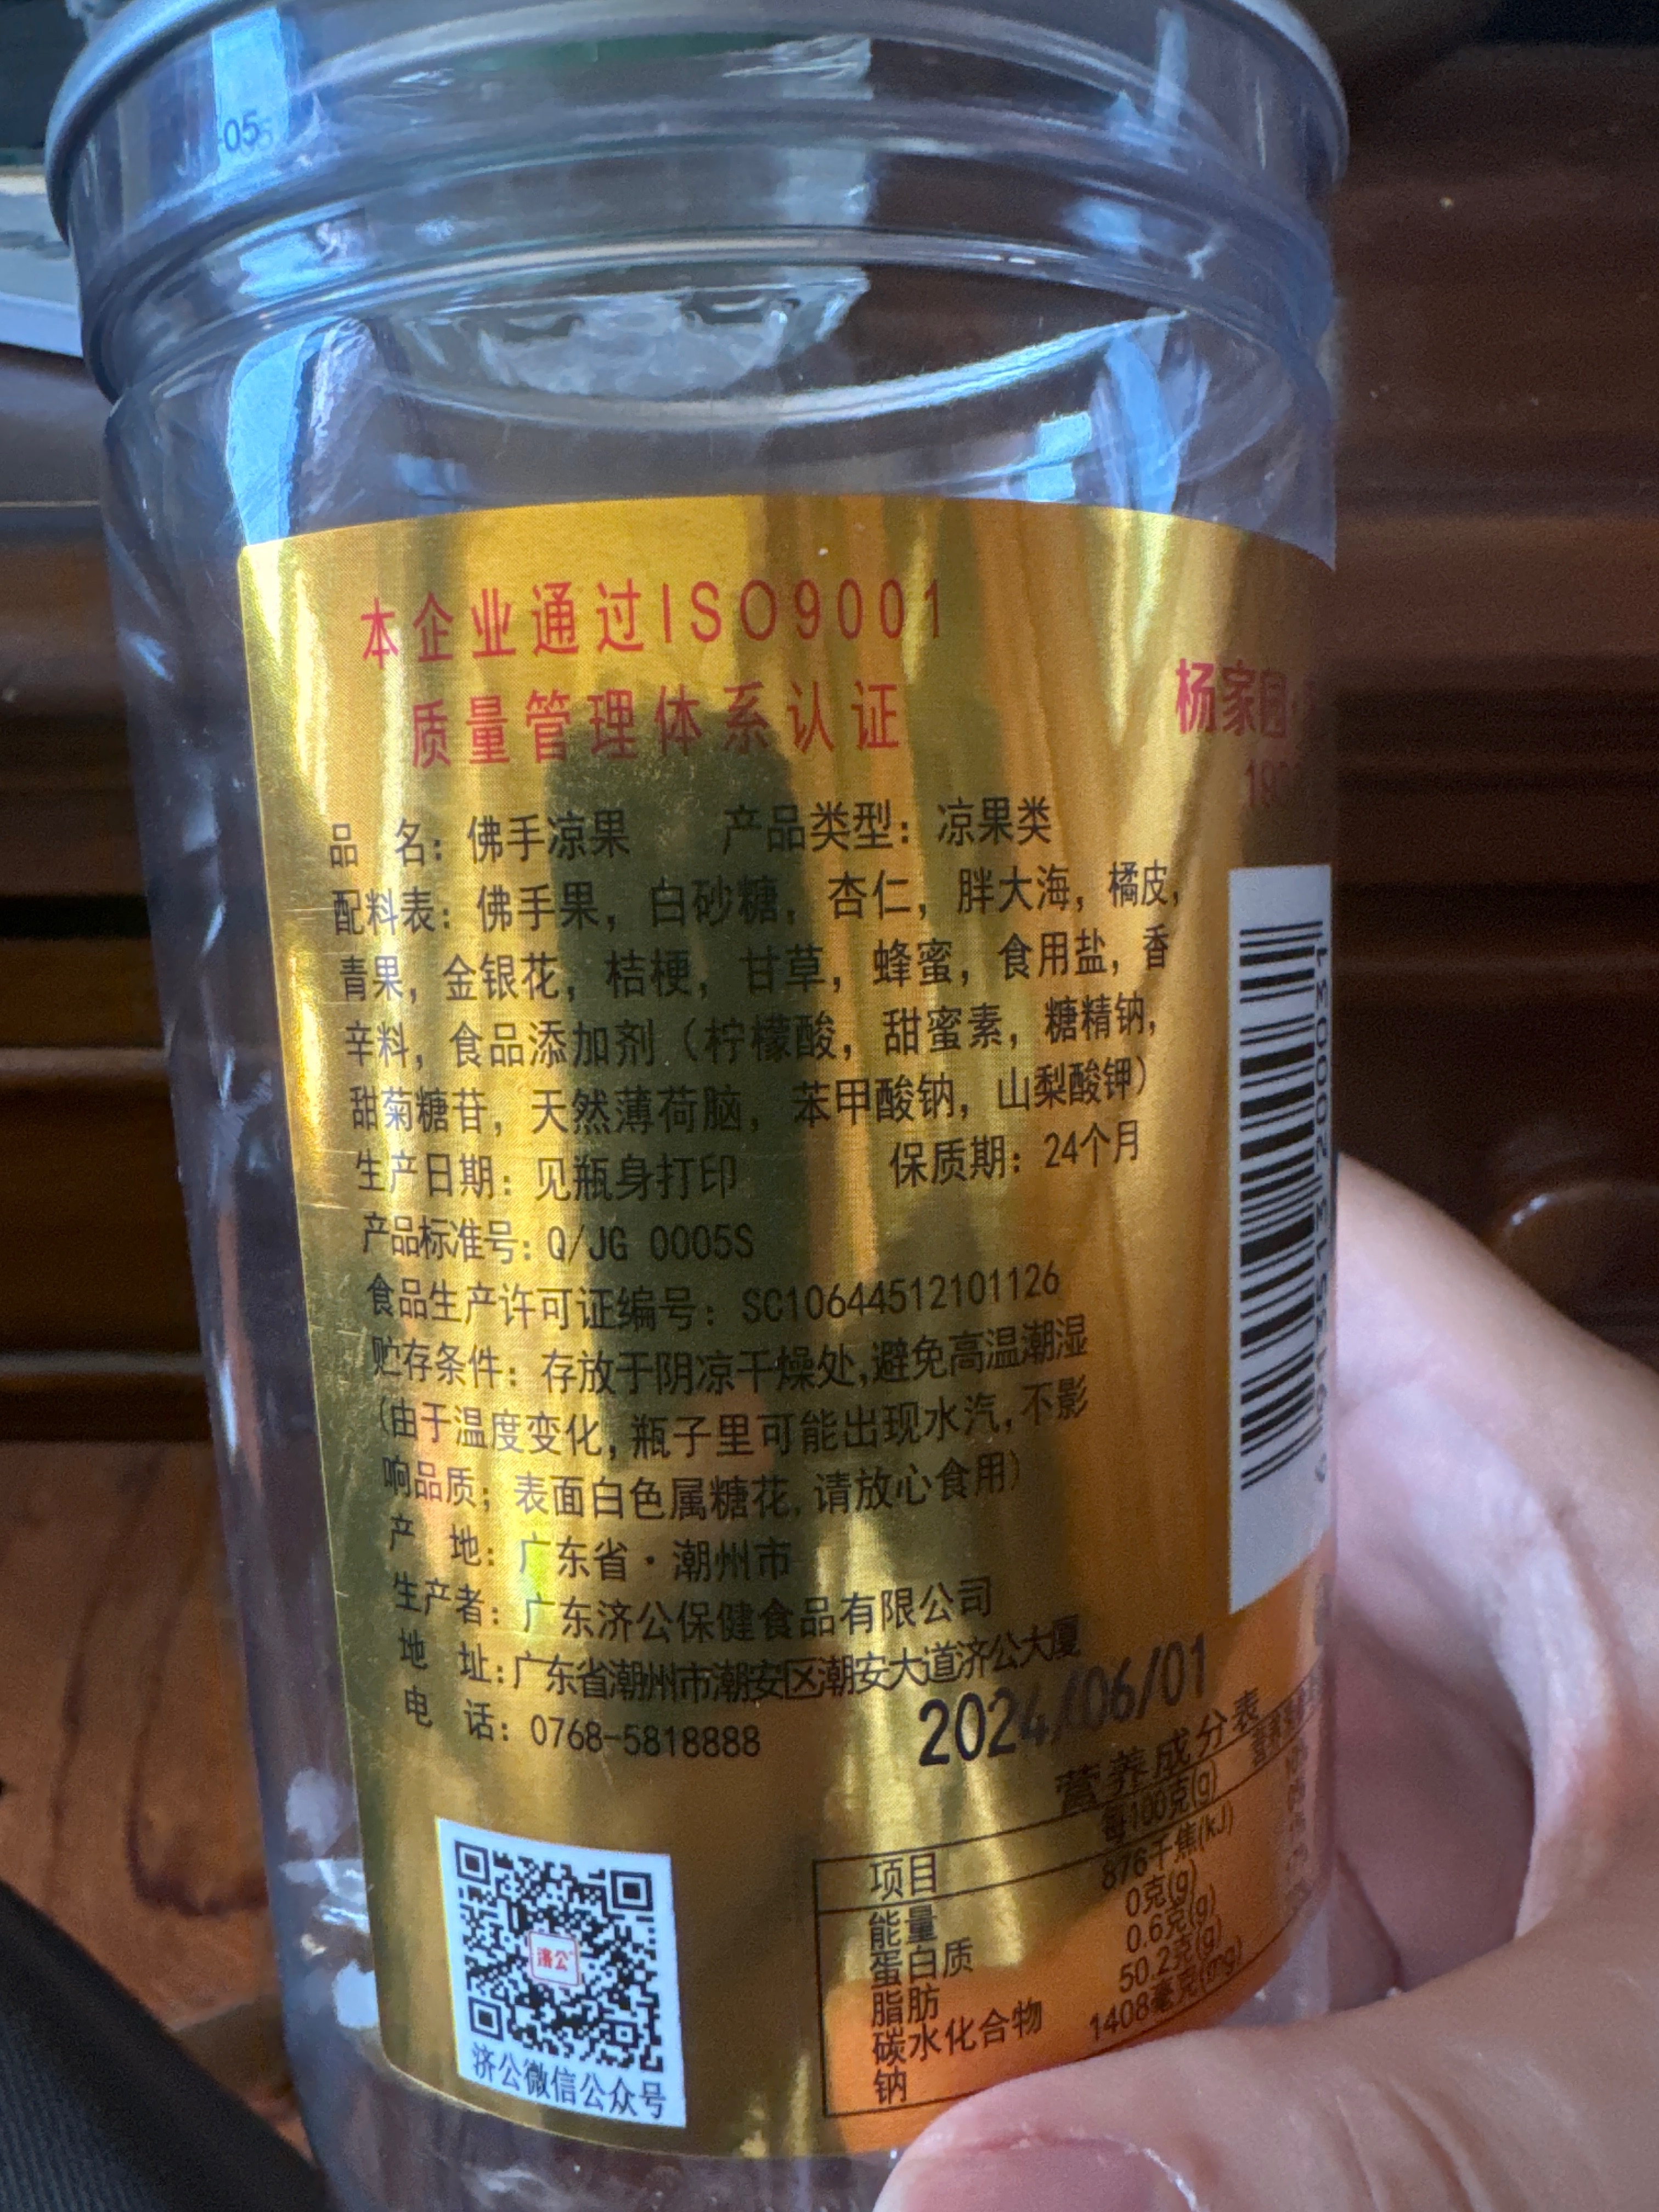 05
本企业通过ISO9001
质量管理体系认证
杨家园
品 名：佛手凉果 产品类型：凉果类
配料表：佛手果，白砂糖，杏仁，胖大海，橘皮，
青果，金银花，桔梗，甘草，蜂蜜，食用盐，香
辛料，食品添加剂（柠檬酸，甜蜜素，糖精钠，
甜菊糖苷，天然薄荷脑，苯甲酸钠，山梨酸钾）
生产日期：见瓶身打印 保质期：24个月
产品标准号：Q/JG 0005S
食品生产许可证编号：SC10644512101126
贮存条件：存放于阴凉干燥处，避免高温潮湿
(由于温度变化，瓶子里可能出现水汽，不影
响品质；表面白色属糖花，请放心食用)
产 地：广东省·潮州市
生产者：广东济公保健食品有限公司
地 址：广东省潮州市潮安区潮安大道济公大厦
电 话：0768-5818888
2024/06/01
营养成分表
项目 每100克(g)
能量 876千焦(kJ)
蛋白质 0克(g)
脂肪 0.6克(g)
碳水化合物 50.2克(g)
钠 1408毫克(mg)
济公
济公微信公众号